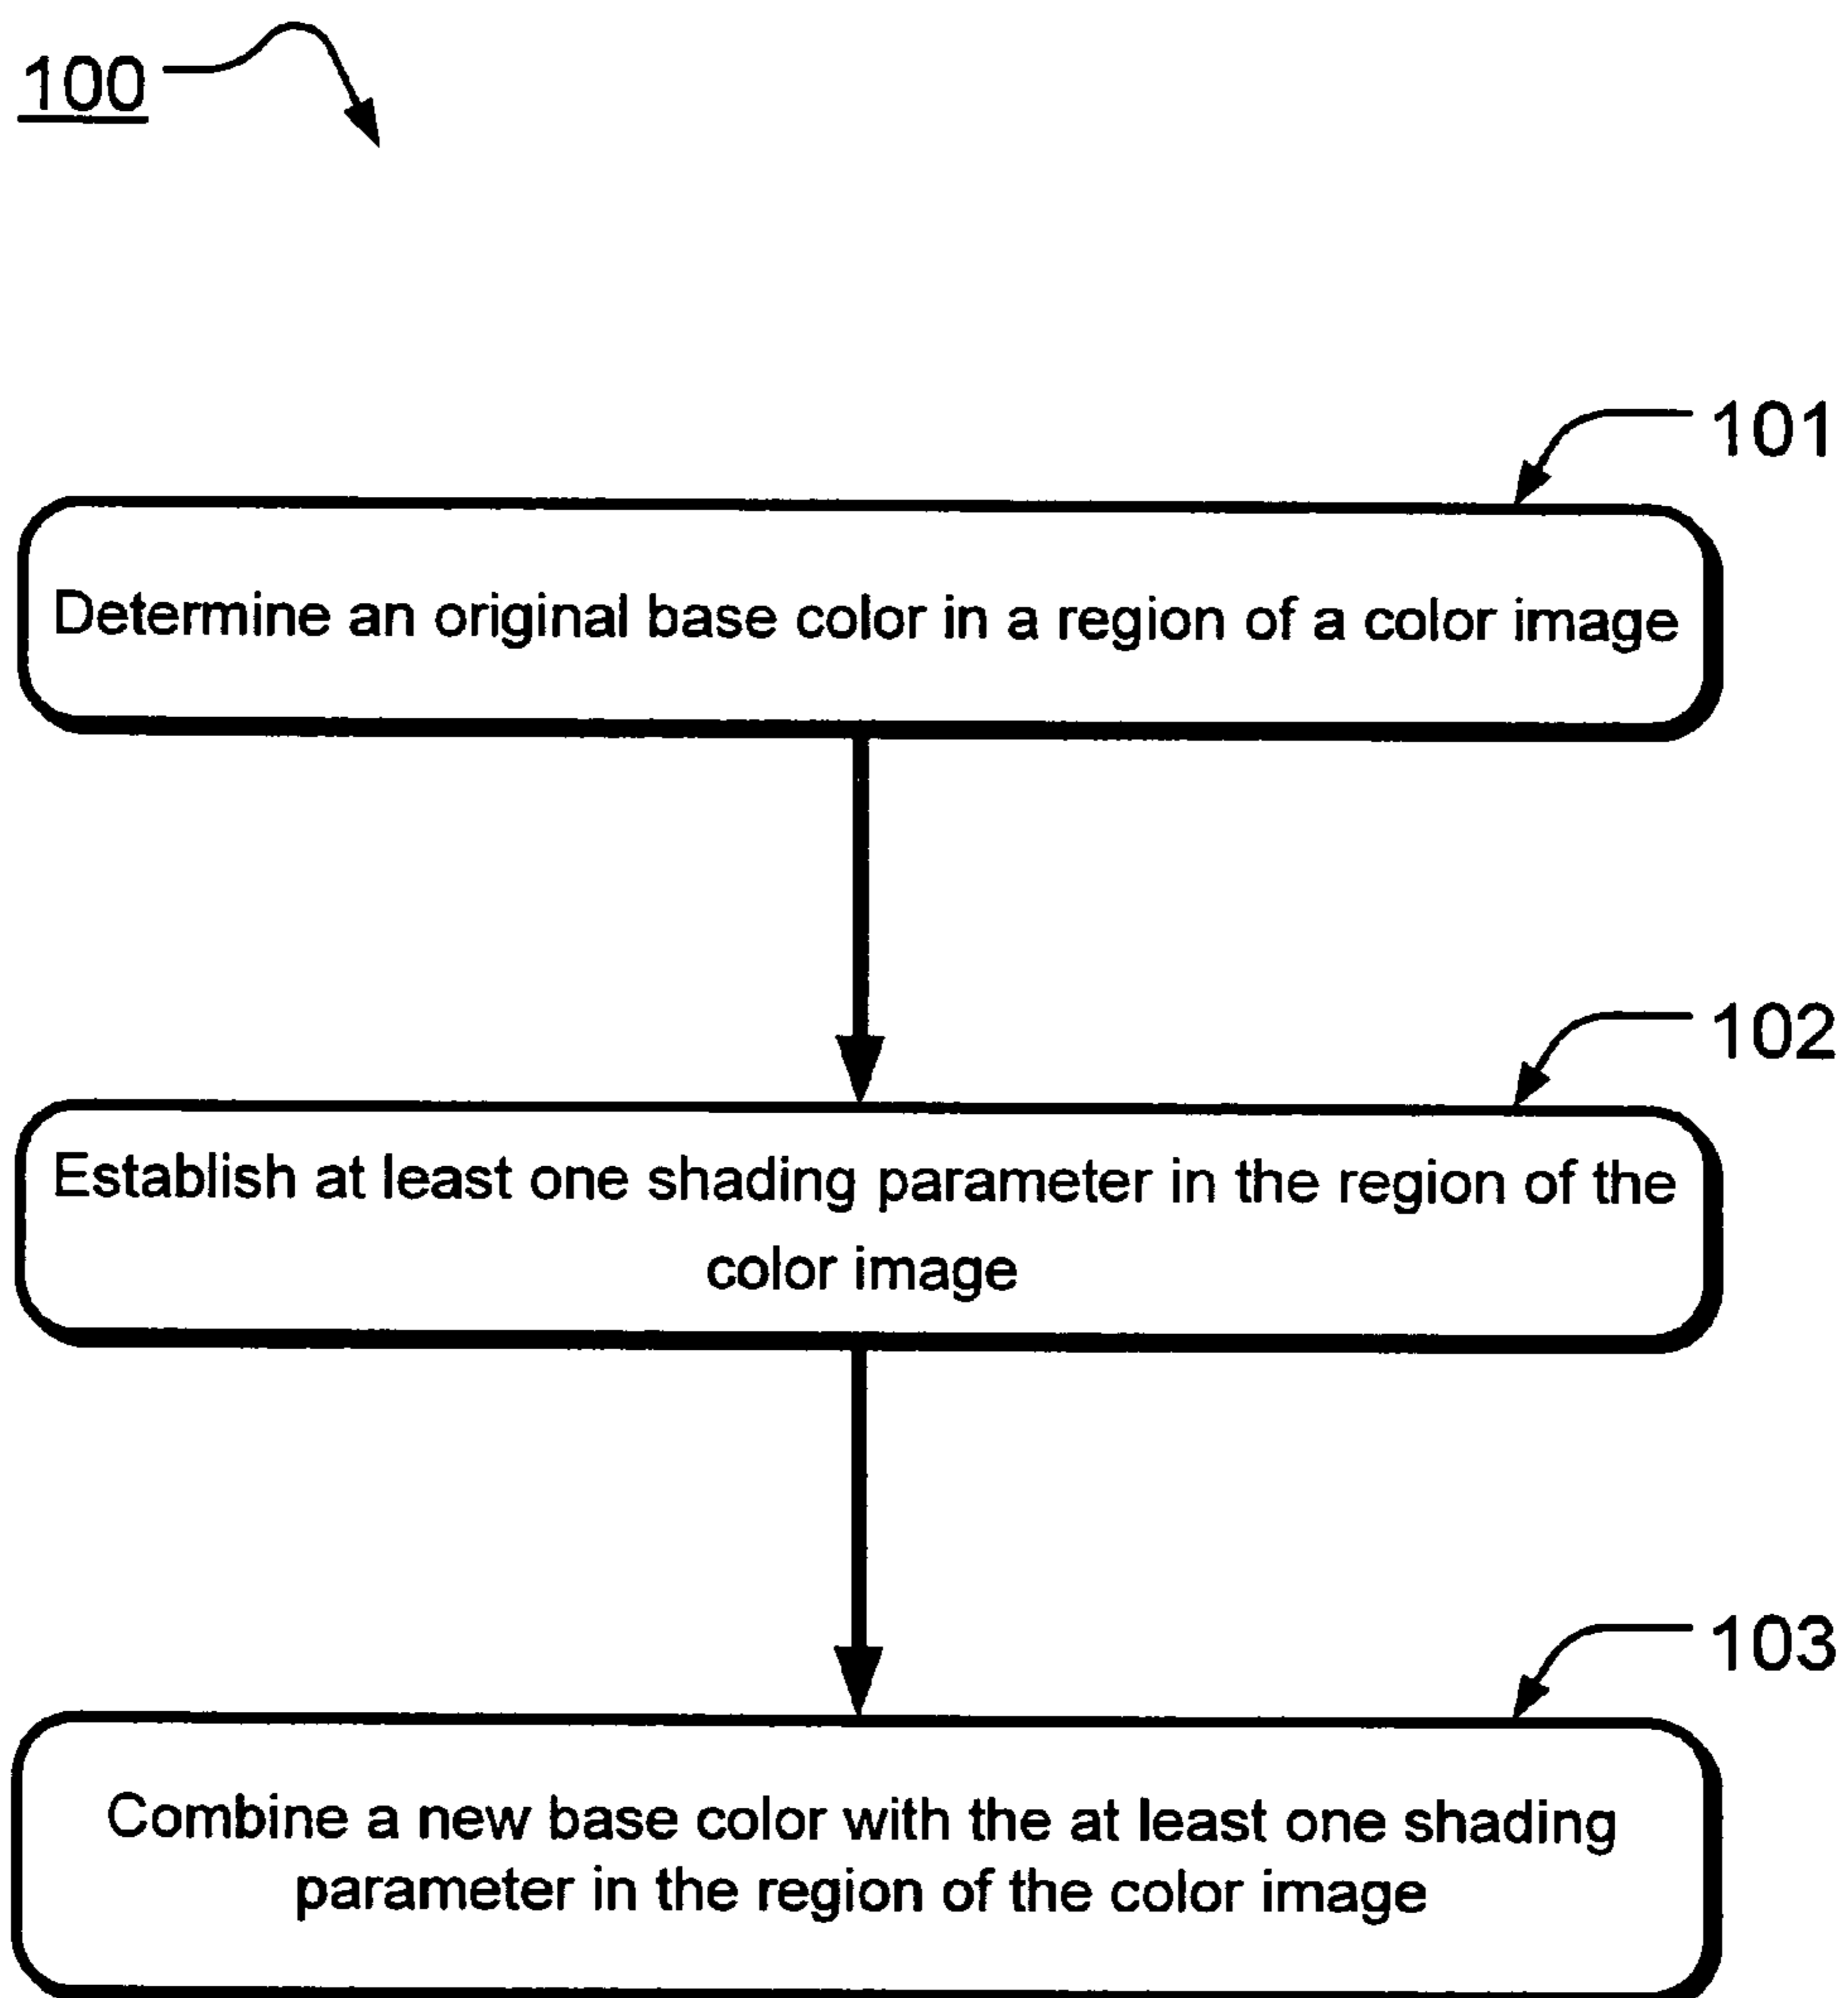 100
101
Determine an original base color in a region of a color image
102
Establish at least one shading parameter in the region of the
color image
103
Combine a new base color with the at least one shading
parameter in the region of the color image